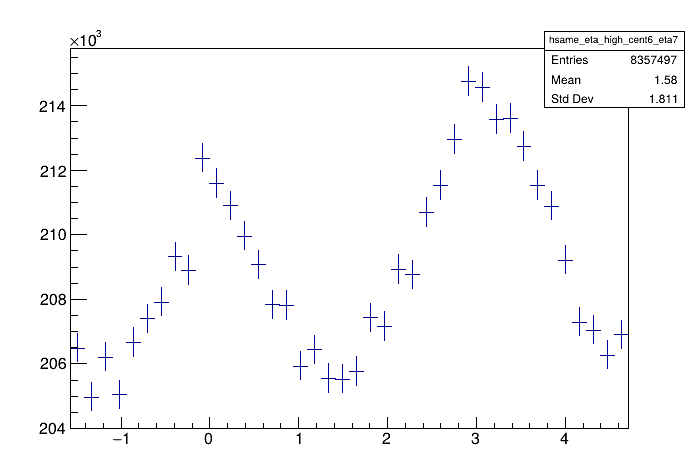 ×10³
hsame_eta_high_cent6_eta7
Entries 8357497
Mean 1.58
Std Dev 1.811
214
212
210
208
206
204
−1 0 1 2 3 4